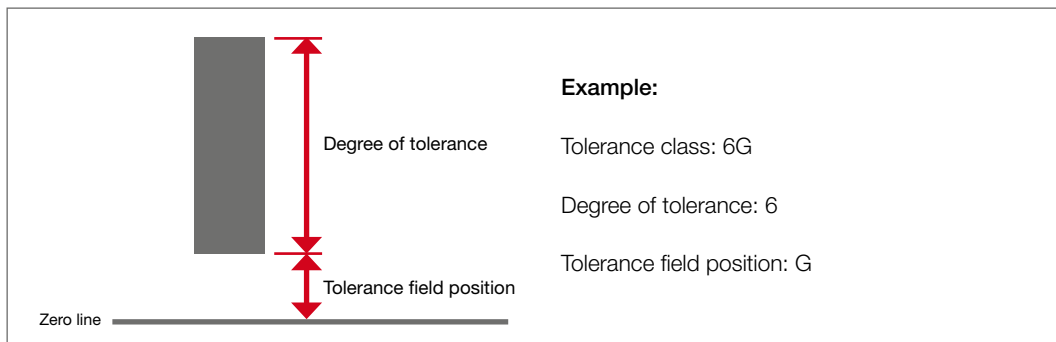 Degree of tolerance
Tolerance field position
Zero line
Example:
Tolerance class: 6G
Degree of tolerance: 6
Tolerance field position: G